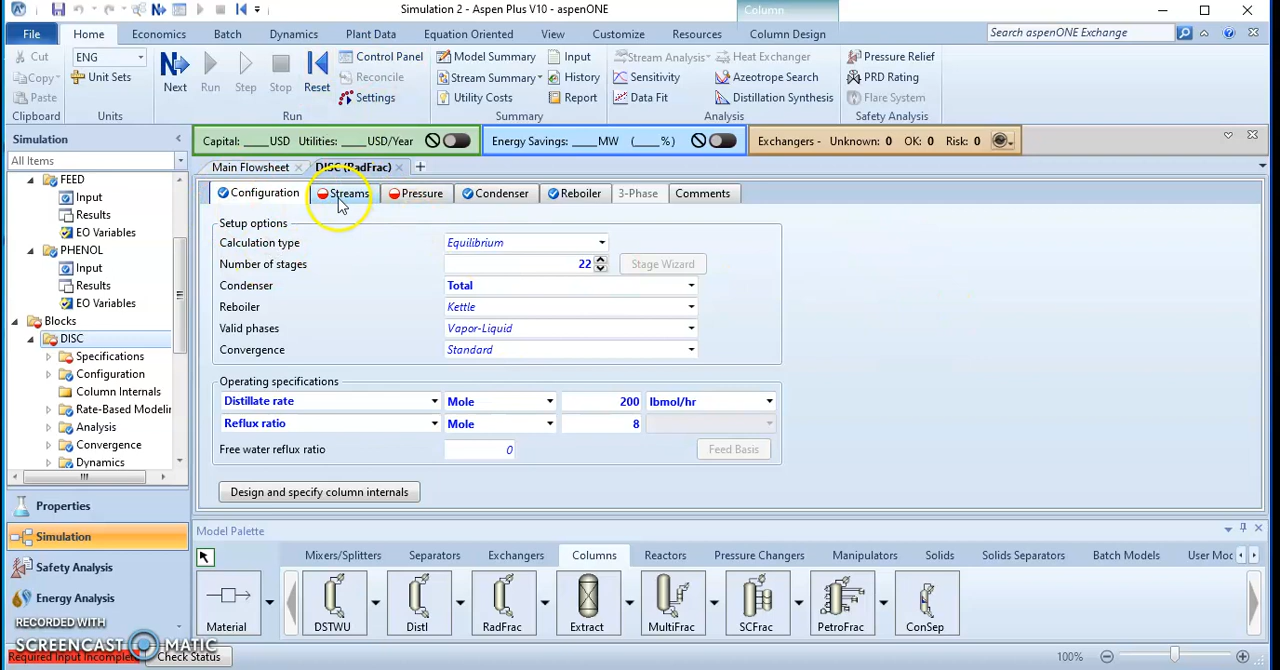 Simulation 2 - Aspen Plus V10 - aspenONE
Column
File Home Economics Batch Dynamics Plant Data Equation Oriented View Customize Resources Column Design Search aspenONE Exchange
Cut ENG Next Run Step Stop Reset Control Panel Model Summary Input Stream Analysis Heat Exchanger Pressure Relief
Copy Unit Sets Reconcile Stream Summary History Sensitivity Azeotrope Search PRD Rating
Paste Settings Utility Costs Report Data Fit Distillation Synthesis Flare System
Clipboard Units Run Summary Analysis Safety Analysis
Simulation
Capital: ____ USD Utilities: ____ USD/Year Energy Savings: ____ MW (____%) Exchangers - Unknown: 0 OK: 0 Risk: 0
All Items
Main Flowsheet DISC (RadFrac) +
FEED
Input
Results
EO Variables
PHENOL
Input
Results
EO Variables
Blocks
DISC
Specifications
Configuration
Column Internals
Rate-Based Modelin
Analysis
Convergence
Dynamics
Properties
Simulation
Safety Analysis
Energy Analysis
Configuration Streams Pressure Condenser Reboiler 3-Phase Comments
Setup options
Calculation type Equilibrium
Number of stages 22 Stage Wizard
Condenser Total
Reboiler Kettle
Valid phases Vapor-Liquid
Convergence Standard
Operating specifications
Distillate rate Mole 200 lbmol/hr
Reflux ratio Mole 8
Free water reflux ratio 0 Feed Basis
Design and specify column internals
Model Palette
Mixers/Splitters Separators Exchangers Columns Reactors Pressure Changers Manipulators Solids Solids Separators Batch Models User Moc
Material DSTWU Distl RadFrac Extract MultiFrac SCFrac PetroFrac ConSep
RECORDED WITH
SCREENCAST MATIC
Required Input Incomplete Check Status 100%